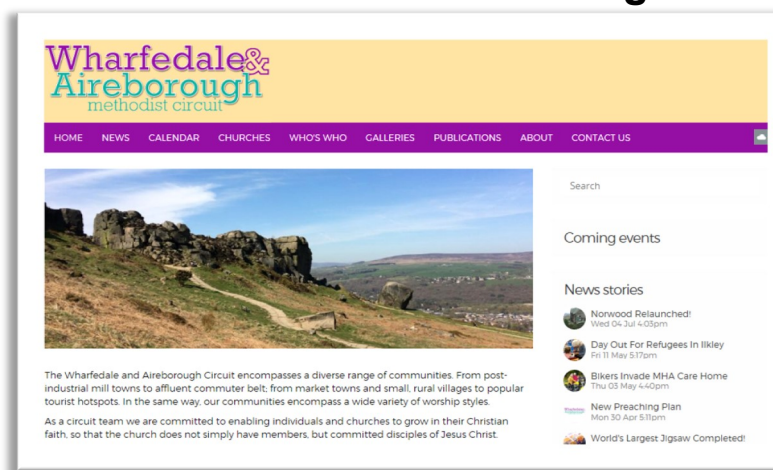 g
Wharfedale&
Aireborough
methodist circuit
HOME NEWS CALENDAR CHURCHES WHO'S WHO GALLERIES PUBLICATIONS ABOUT CONTACT US
Search
Coming events
News stories
Norwood Relaunched!
Wed 04 Jul 4:03pm
Day Out For Refugees In Ilkley
Fri 11 May 5:17pm
Bikers Invade MHA Care Home
Thu 03 May 4:40pm
New Preaching Plan
Mon 30 Apr 5:11pm
World's Largest Jigsaw Completed!
The Wharfedale and Aireborough Circuit encompasses a diverse range of communities. From post-
industrial mill towns to affluent commuter belt; from market towns and small, rural villages to popular
tourist hotspots. In the same way, our communities encompass a wide variety of worship styles.
As a circuit team we are committed to enabling individuals and churches to grow in their Christian
faith, so that the church does not simply have members, but committed disciples of Jesus Christ.